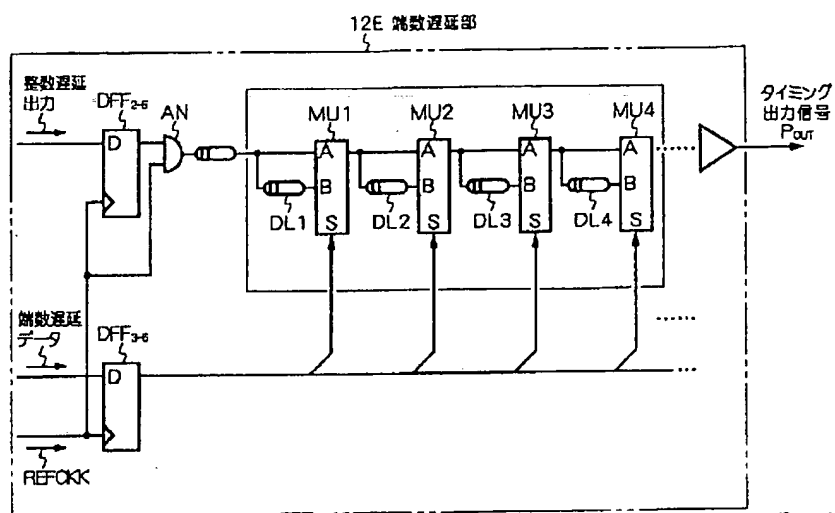 12E 端数遅延部
整数遅延
出力
DFF2-6
AN
MU1
MU2
MU3
MU4
タイミング
出力信号
POUT
D
A
B
S
DL1
A
B
S
DL2
A
B
S
DL3
A
B
S
DL4
端数遅延
データ
DFF3-6
D
REFCKK